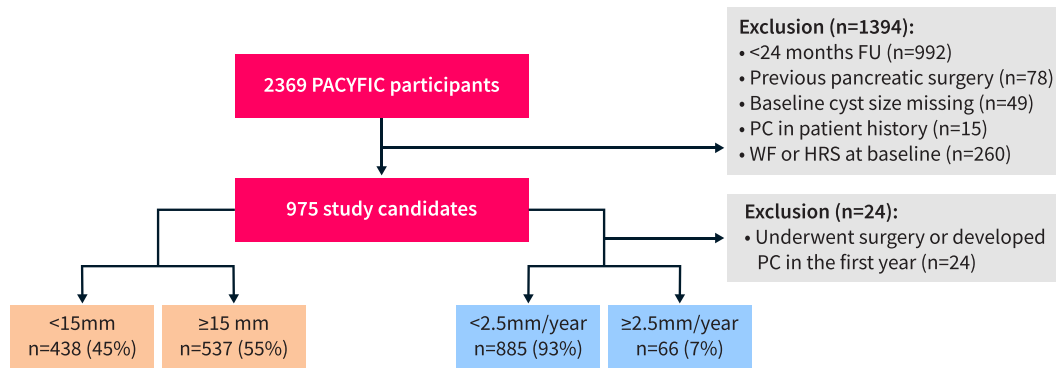 Exclusion (n=1394):
• <24 months FU (n=992)
• Previous pancreatic surgery (n=78)
• Baseline cyst size missing (n=49)
• PC in patient history (n=15)
• WF or HRS at baseline (n=260)
2369 PACYFIC participants
975 study candidates
Exclusion (n=24):
• Underwent surgery or developed
PC in the first year (n=24)
<15mm
n=438 (45%)
≥15 mm
n=537 (55%)
<2.5mm/year
n=885 (93%)
≥2.5mm/year
n=66 (7%)